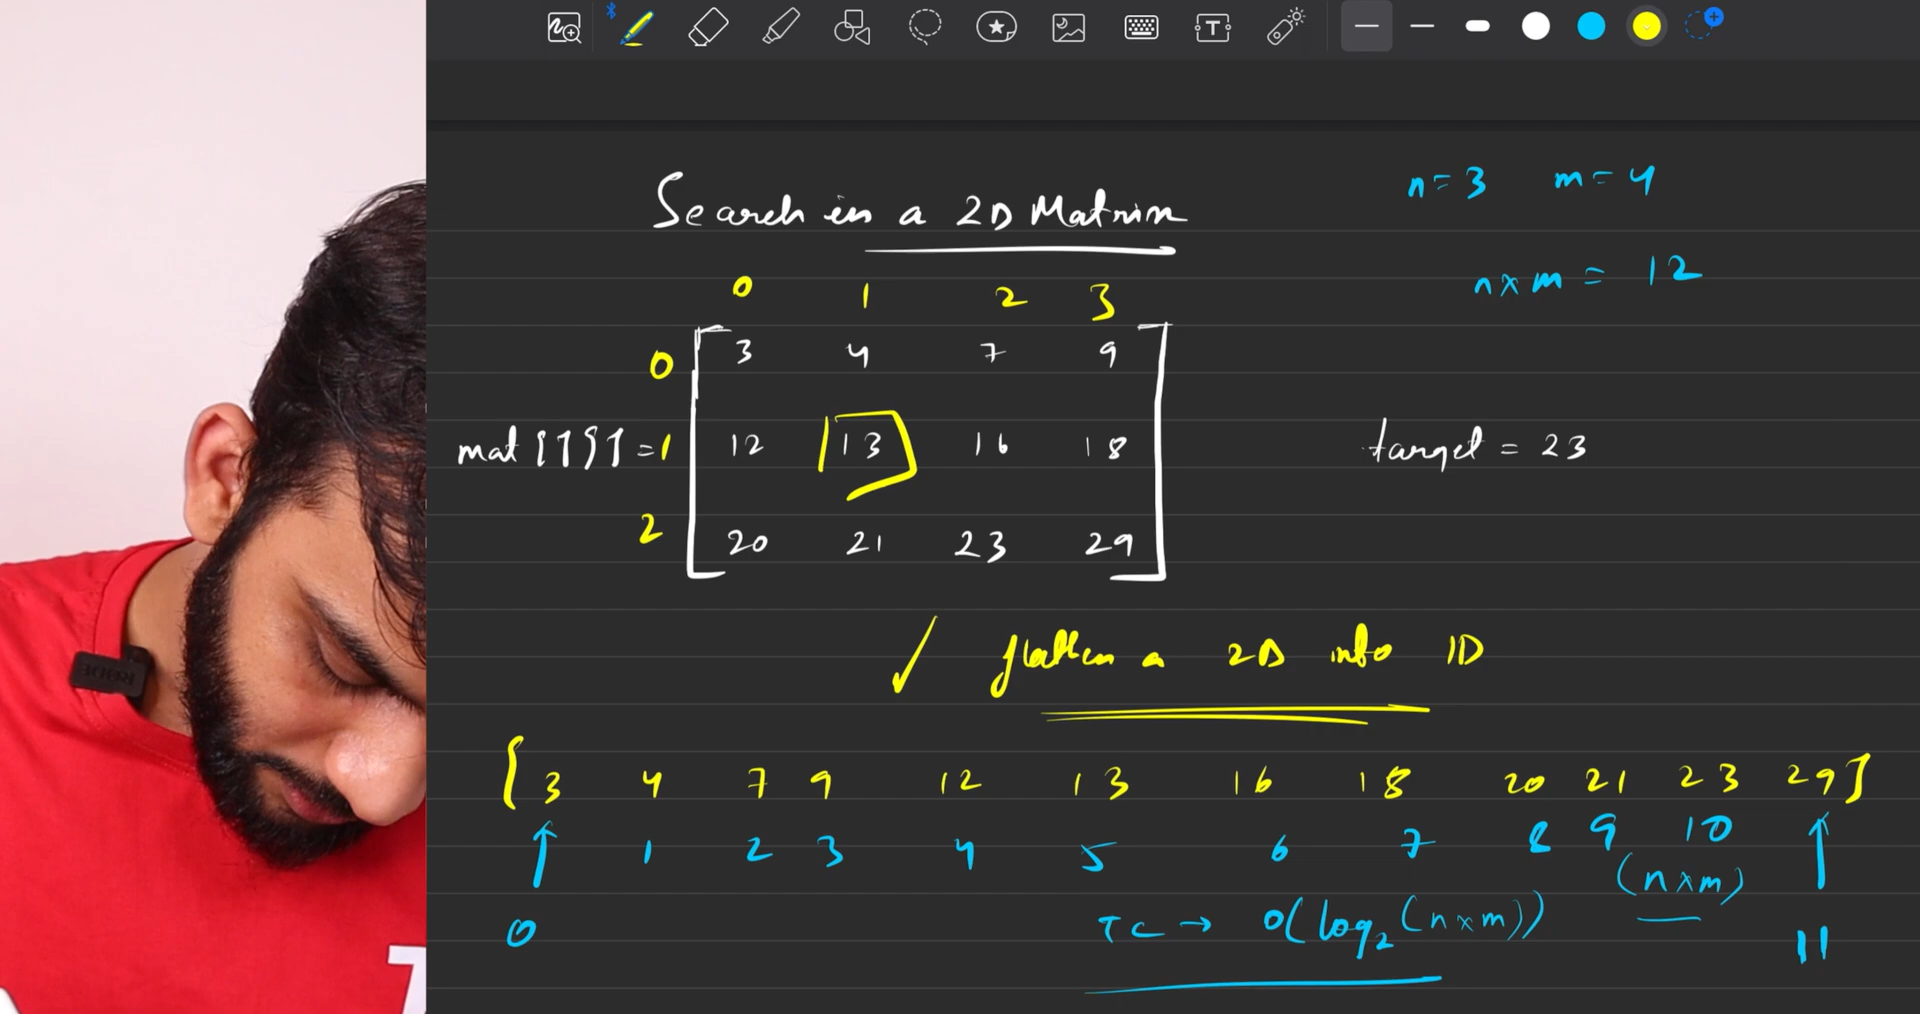 n = 3 m = 4
Search in a 2D Matrix
n x m = 12
0 1 2 3
0 3 4 7 9
mat [ ] [ ] = 1 12 13 16 18 target = 23
2 20 21 23 29
flatten a 2D into 1D
[ 3 4 7 9 12 13 16 18 20 21 23 29 ]
1 2 3 4 5 6 7 8 9 10
(n x m)
0 TC → O(log₂(n x m)) 11